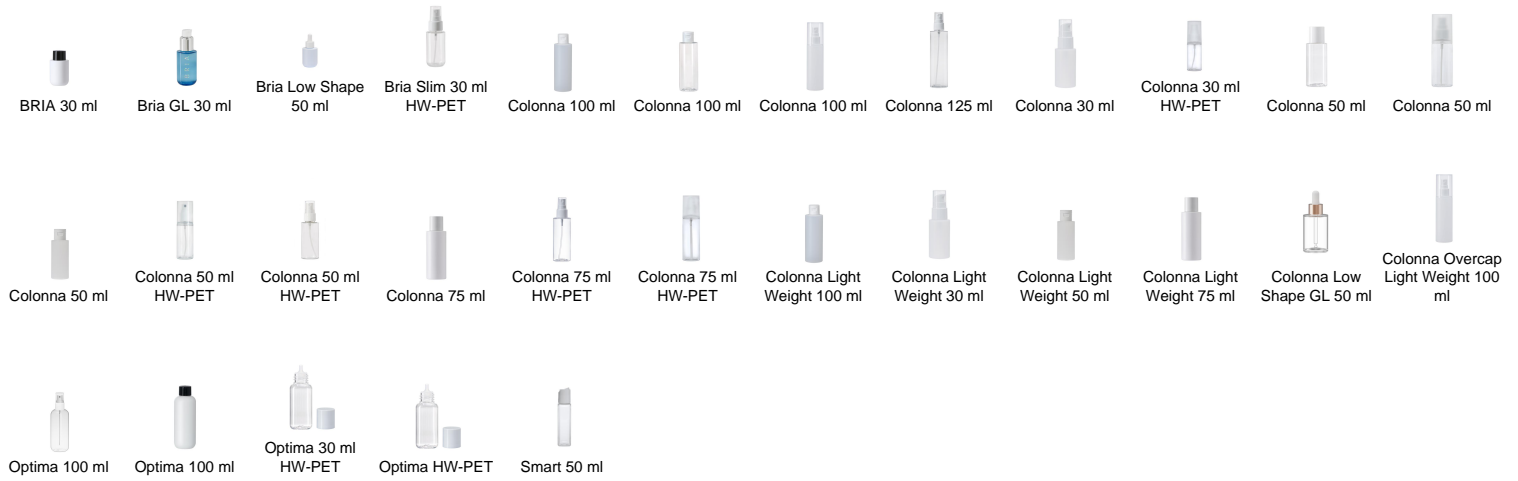 BRIA 30 ml
Bria GL 30 ml
Bria Low Shape
50 ml
Bria Slim 30 ml
HW-PET
Colonna 100 ml
Colonna 100 ml
Colonna 100 ml
Colonna 125 ml
Colonna 30 ml
Colonna 30 ml
HW-PET
Colonna 50 ml
Colonna 50 ml
Colonna 50 ml
Colonna 50 ml
HW-PET
Colonna 50 ml
HW-PET
Colonna 75 ml
Colonna 75 ml
HW-PET
Colonna 75 ml
HW-PET
Colonna Light
Weight 100 ml
Colonna Light
Weight 30 ml
Colonna Light
Weight 50 ml
Colonna Light
Weight 75 ml
Colonna Low
Shape GL 50 ml
Colonna Overcap
Light Weight 100
ml
Optima 100 ml
Optima 100 ml
Optima 30 ml
HW-PET
Optima HW-PET
Smart 50 ml